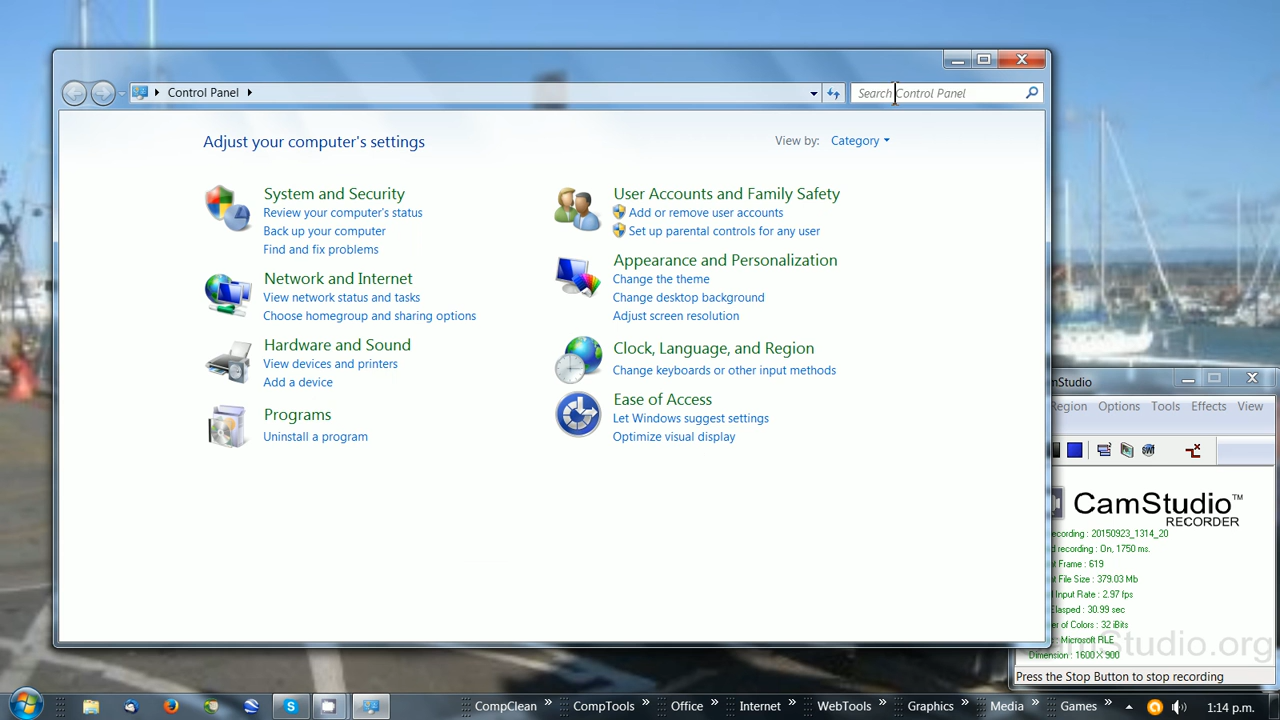 Control Panel
Search Control Panel
Adjust your computer's settings
View by: Category
System and Security
Review your computer's status
Back up your computer
Find and fix problems
Network and Internet
View network status and tasks
Choose homegroup and sharing options
Hardware and Sound
View devices and printers
Add a device
Programs
Uninstall a program
User Accounts and Family Safety
Add or remove user accounts
Set up parental controls for any user
Appearance and Personalization
Change the theme
Change desktop background
Adjust screen resolution
Clock, Language, and Region
Change keyboards or other input methods
Ease of Access
Let Windows suggest settings
Optimize visual display
mStudio
Region Options Tools Effects View
CamStudio™
RECORDER
ecording : 20150923_1314_20
d recording : On, 1750 ms.
t Frame : 619
t File Size : 379.03 Mb
l Input Rate : 2.97 fps
Elasped : 30.99 sec
er of Colors : 32 iBits
: Microsoft RLE
Dimension : 1600 X 900
CamStudio.org
Press the Stop Button to stop recording
CompClean » CompTools » Office » Internet » WebTools » Graphics » Media » Games » 1:14 p.m.